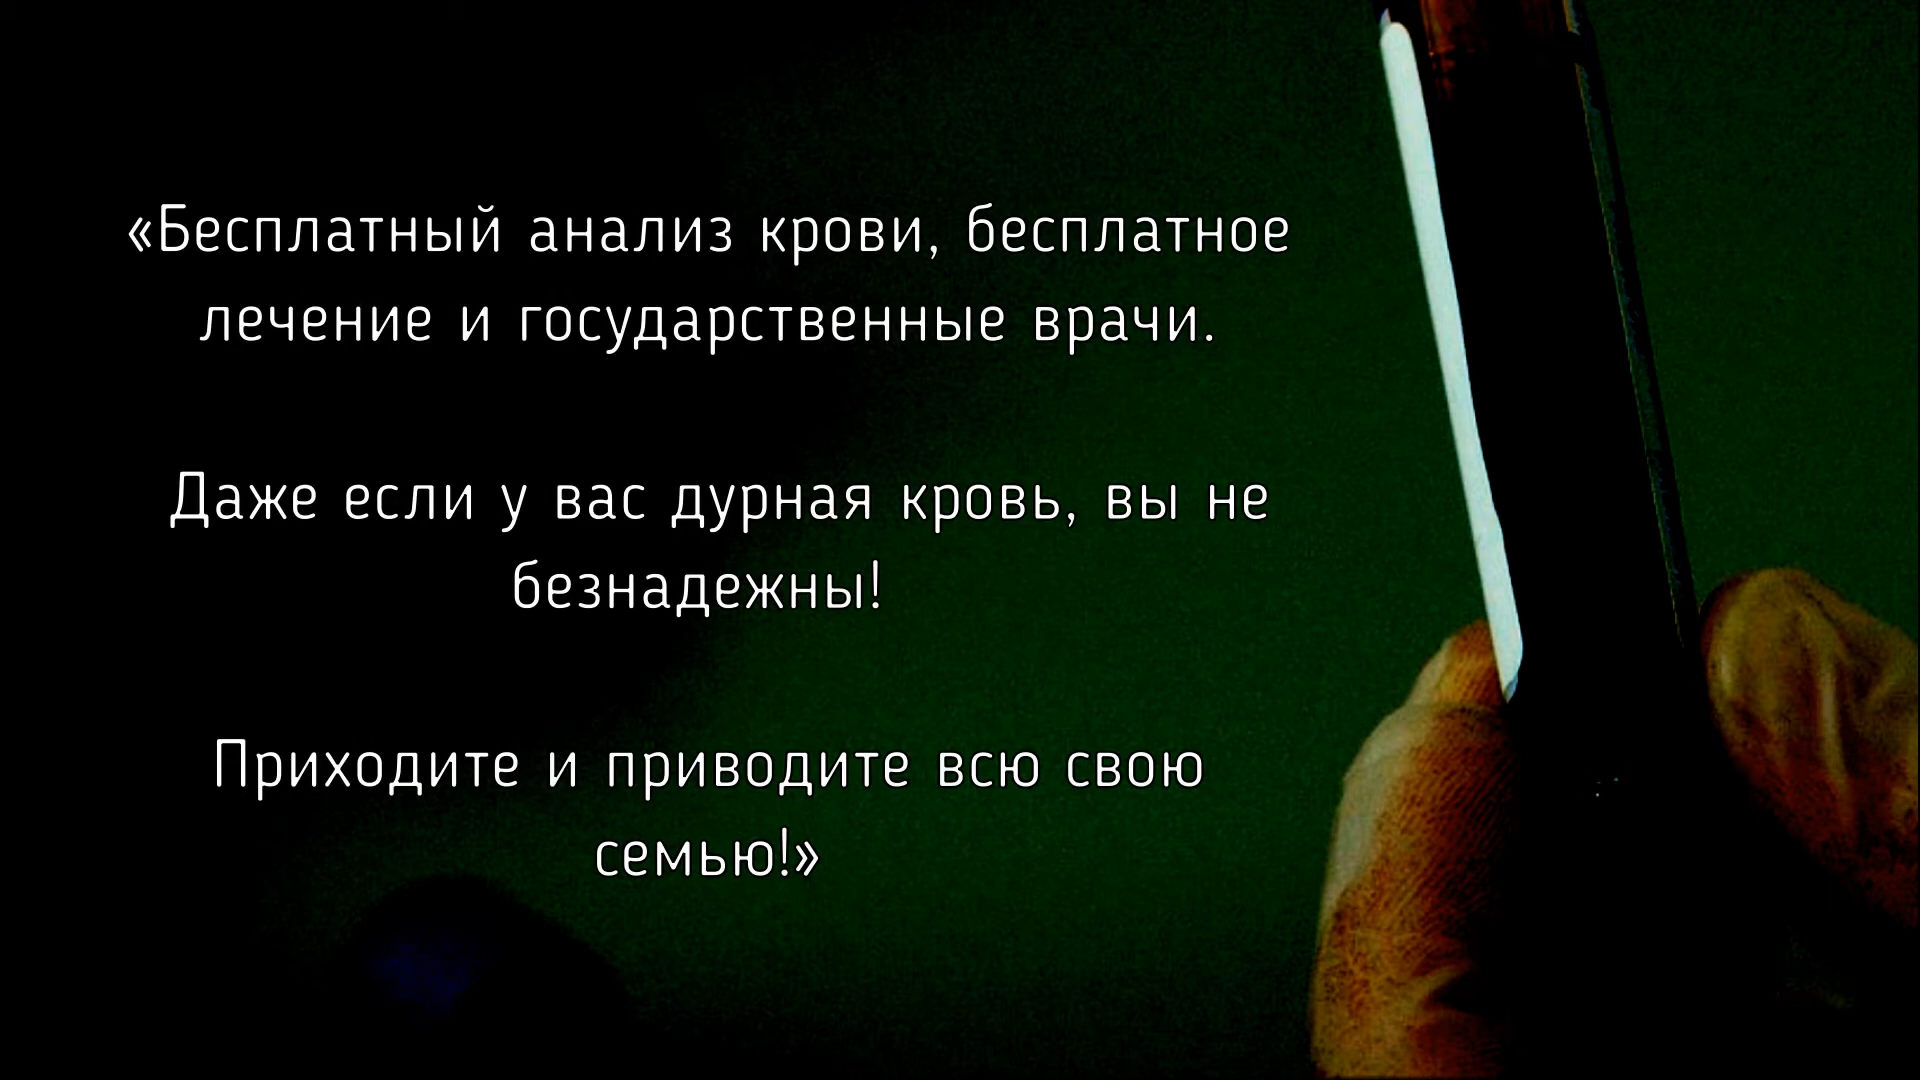 «Бесплатный анализ крови, бесплатное
лечение и государственные врачи.
Даже если у вас дурная кровь, вы не
безнадежны!
Приходите и приводите всю свою
семью!»